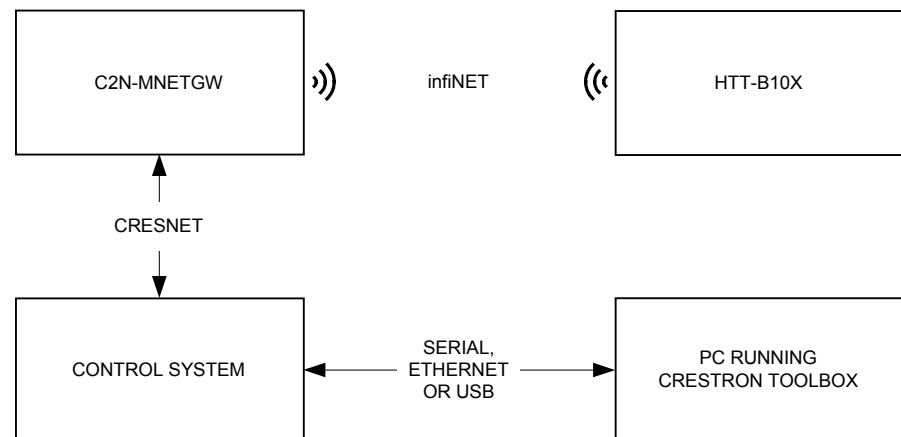 C2N-MNETGW
infiNET
HTT-B10X
CRESNET
CONTROL SYSTEM
SERIAL,
ETHERNET
OR USB
PC RUNNING
CRESTRON TOOLBOX